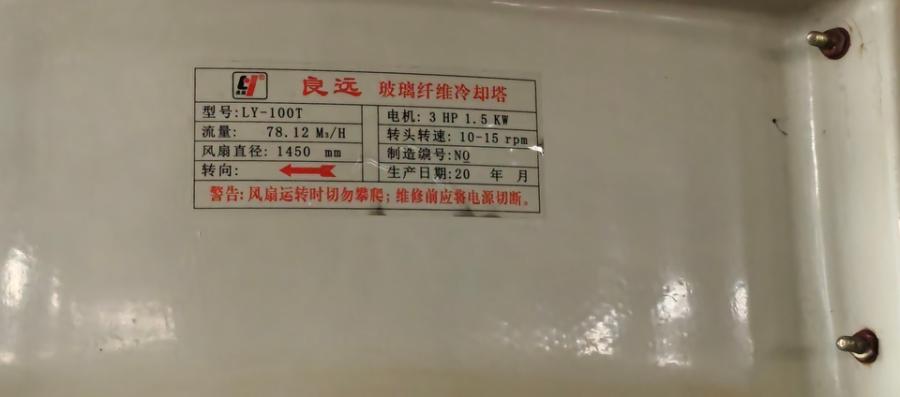 良远 玻璃纤维冷却塔
型号:LY-100T
电机: 3 HP 1.5 KW
流量: 78.12 M₃/H
转头转速: 10-15 rpm
风扇直径: 1450 mm
制造编号:NO
转向:
生产日期:20 年 月
警告:风扇运转时切勿攀爬;维修前应将电源切断。